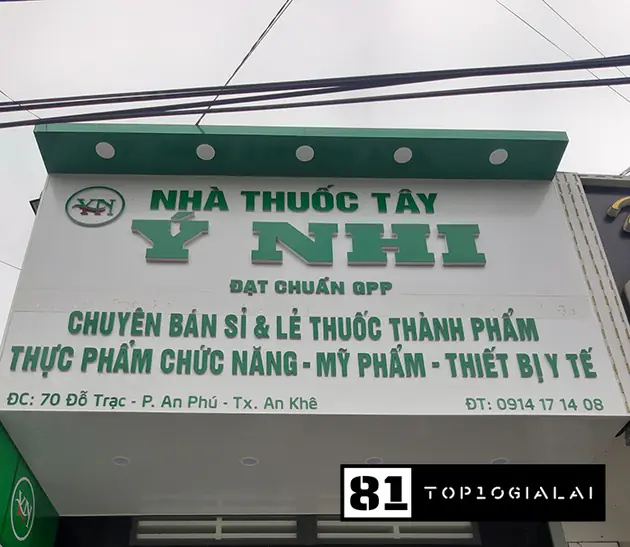 YN
NHÀ THUỐC TÂY
Ý NHI
ĐẠT CHUẨN GPP
CHUYÊN BÁN SỈ & LẺ THUỐC THÀNH PHẨM
THỰC PHẨM CHỨC NĂNG - MỸ PHẨM - THIẾT BỊ Y TẾ
ĐC: 70 Đỗ Trạc - P. An Phú - Tx. An Khê ĐT: 0914 17 14 08
YN
81 TOP10GIALAI